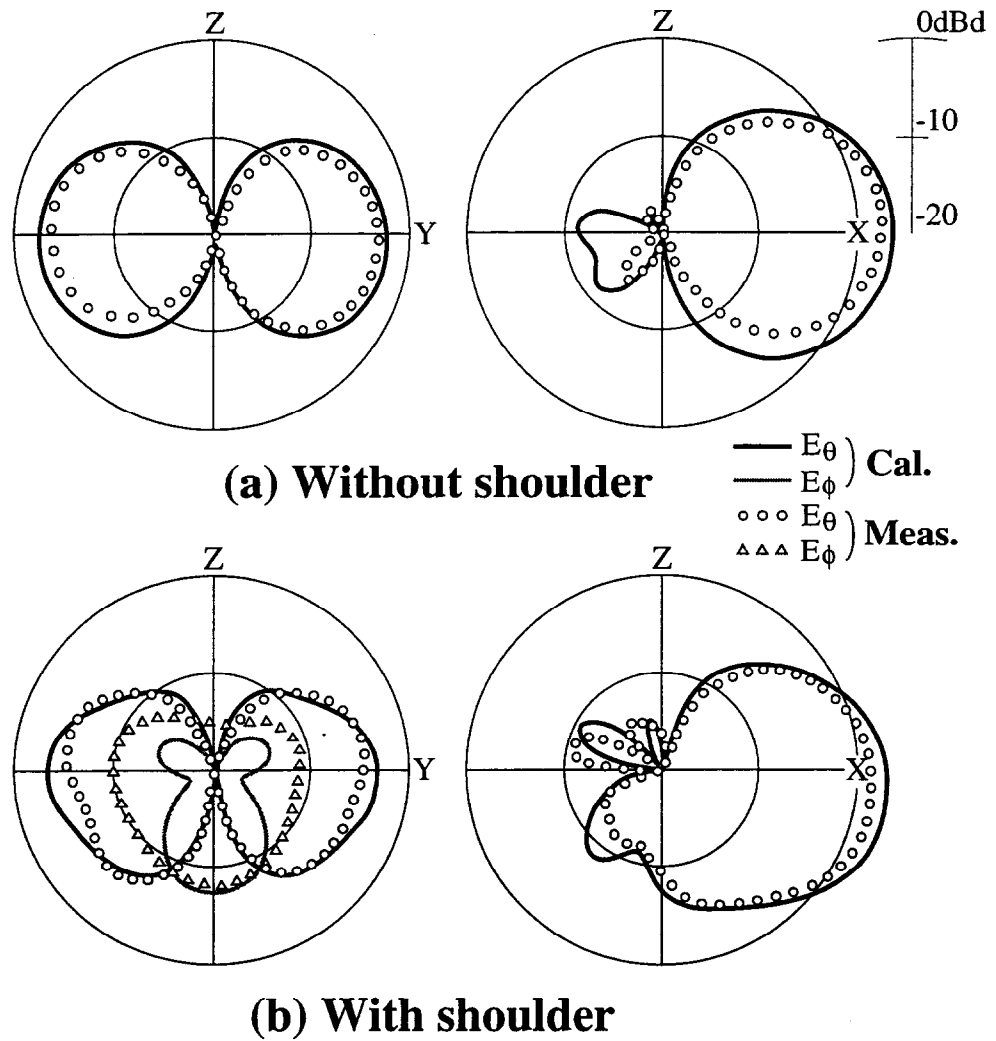 Z
Z
0dBd
-10
-20
Y
X
(a) Without shoulder
Eθ
Eϕ
Cal.
Eθ
Eϕ
Meas.
Z
Z
Y
X
(b) With shoulder